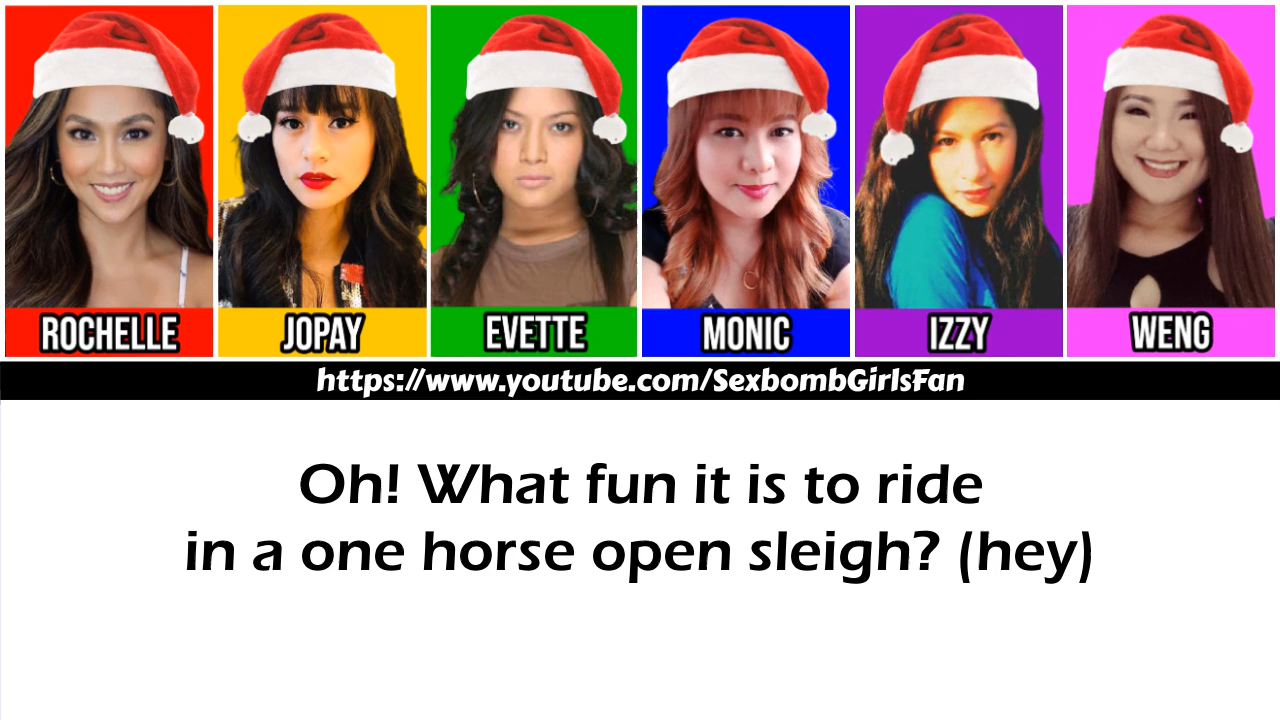 ROCHELLE JOPAY EVETTE MONIC IZZY WENG
https://www.youtube.com/SexbombGirlsFan
Oh! What fun it is to ride
in a one horse open sleigh? (hey)